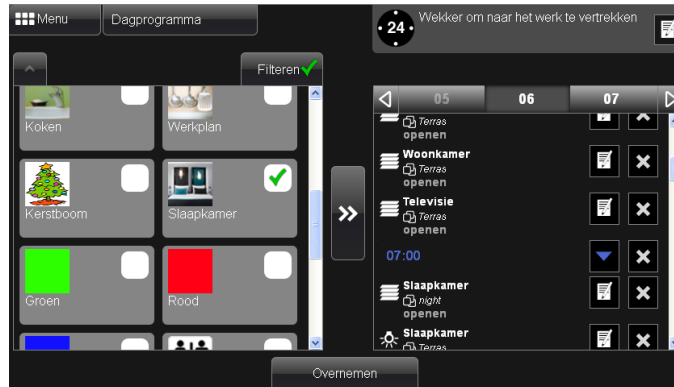 Menu
Dagprogramma
24
Wekker om naar het werk te vertrekken
Filteren
Koken
Werkplan
Kerstboom
Slaapkamer
Groen
Rood
Overnemen
05
06
07
Terras
openen
Woonkamer
Terras
openen
Televisie
Terras
openen
07:00
Slaapkamer
night
openen
Slaapkamer
Terras